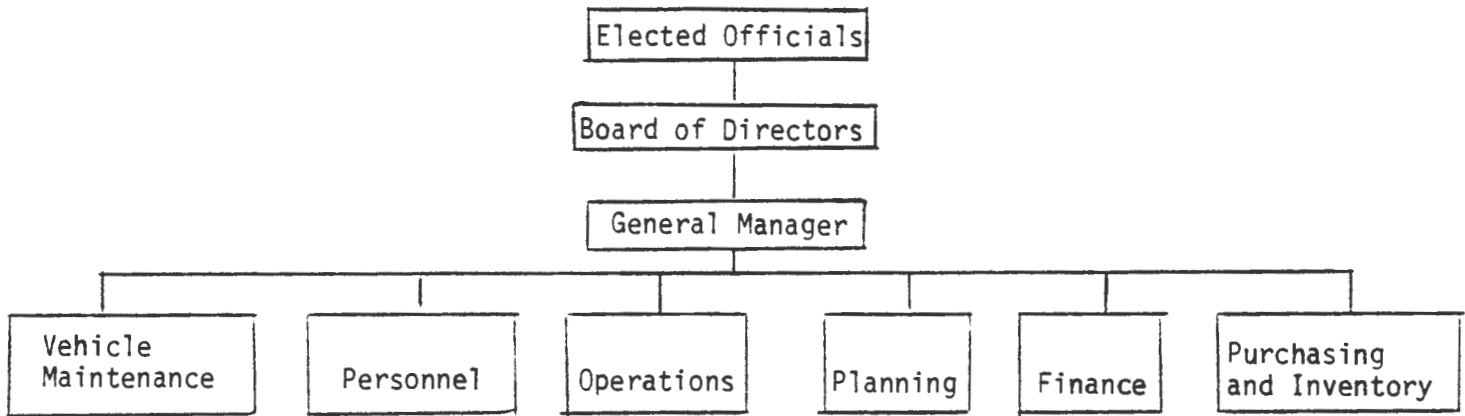 Elected Officials
Board of Directors
General Manager
Vehicle
Maintenance
Personnel
Operations
Planning
Finance
Purchasing
and Inventory